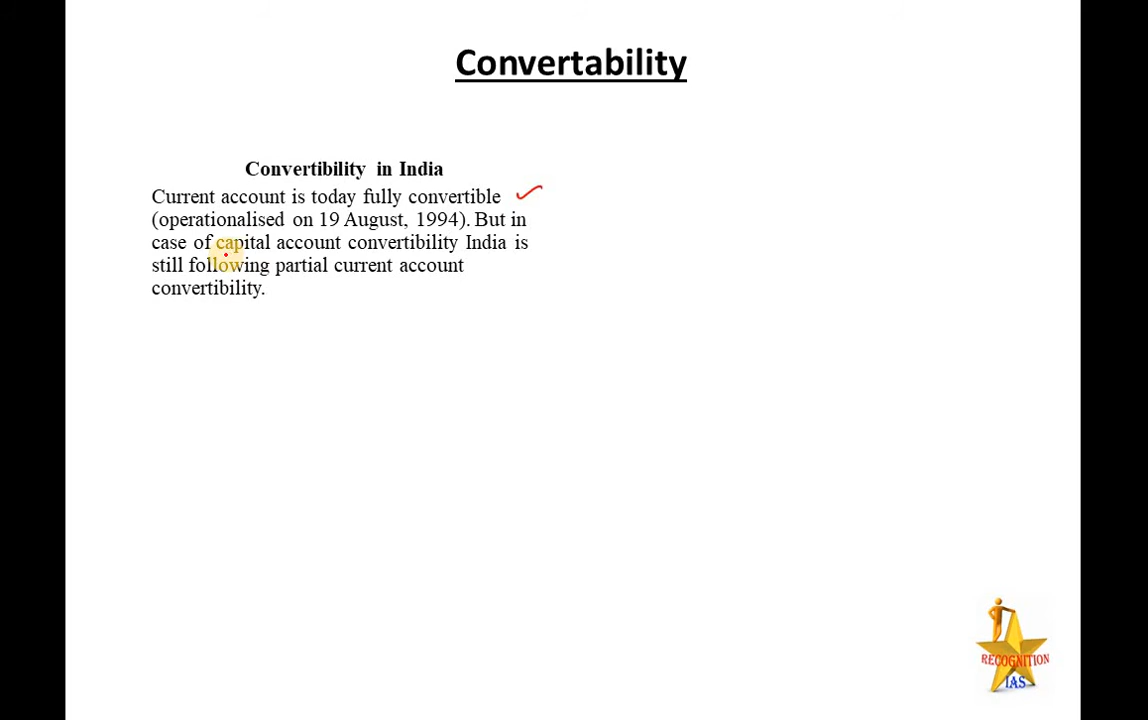 Convertability
Convertibility in India
Current account is today fully convertible
(operationalised on 19 August, 1994). But in
case of capital account convertibility India is
still following partial current account
convertibility.
RECOGNITION
IAS